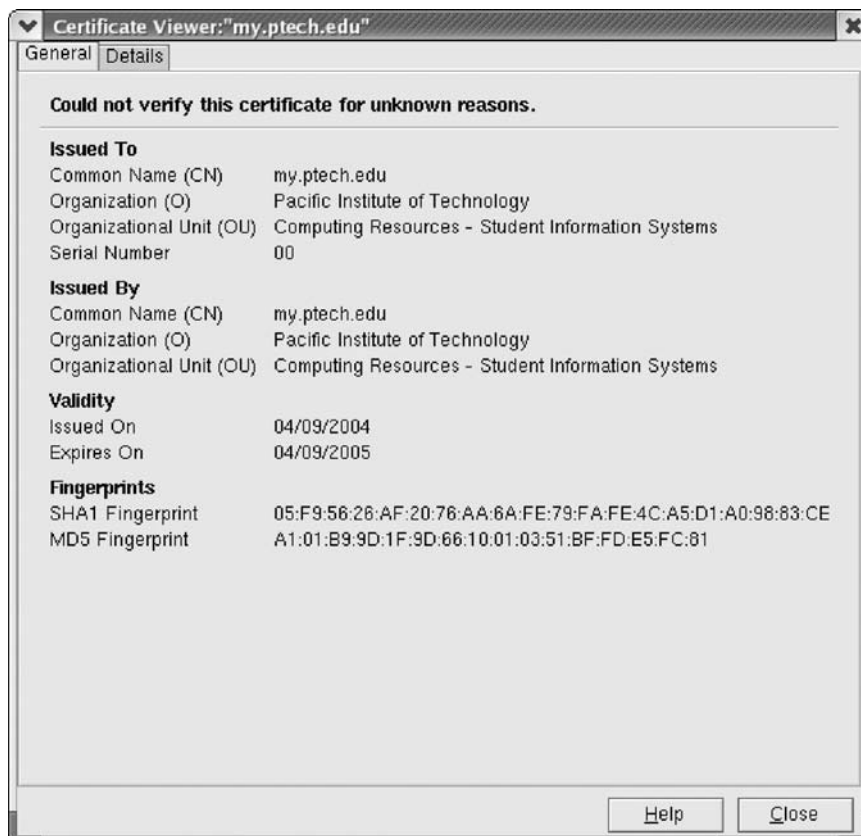 Certificate Viewer:"my.ptech.edu"
General Details
Could not verify this certificate for unknown reasons.
Issued To
Common Name (CN) my.ptech.edu
Organization (O) Pacific Institute of Technology
Organizational Unit (OU) Computing Resources - Student Information Systems
Serial Number 00
Issued By
Common Name (CN) my.ptech.edu
Organization (O) Pacific Institute of Technology
Organizational Unit (OU) Computing Resources - Student Information Systems
Validity
Issued On 04/09/2004
Expires On 04/09/2005
Fingerprints
SHA1 Fingerprint 05:F9:56:26:AF:20:76:AA:6A:FE:79:FA:FE:4C:A5:D1:A0:98:83:CE
MD5 Fingerprint A1:01:B9:9D:1F:9D:66:10:01:03:51:BF:FD:E5:FC:81
Help Close